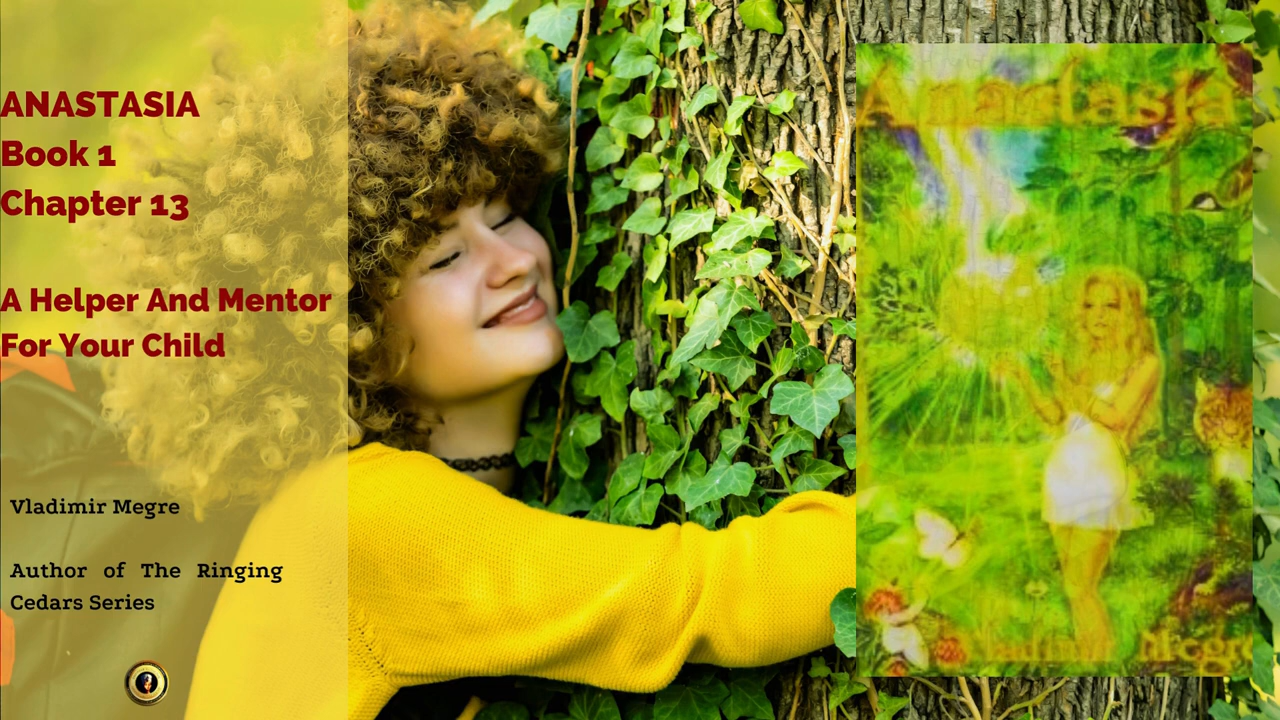 ANASTASIA
Book 1
Chapter 13
A Helper And Mentor
For Your Child
Vladimir Megre
Author of The Ringing
Cedars Series
Anastasia
Vladimir Megre